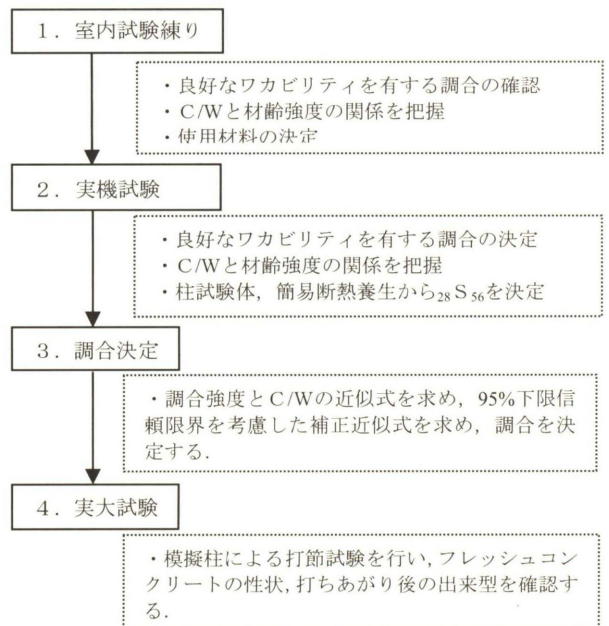 1．室内試験練り
・良好なワカビリティを有する調合の確認
・C/Wと材齢強度の関係を把握
・使用材料の決定
2．実機試験
・良好なワカビリティを有する調合の決定
・C/Wと材齢強度の関係を把握
・柱試験体，簡易断熱養生から₂₈S₅₆を決定
3．調合決定
・調合強度とC/Wの近似式を求め，95%下限信
頼限界を考慮した補正近似式を求め，調合を決
定する.
4．実大試験
・模擬柱による打節試験を行い,フレッシュコン
クリートの性状,打ちあがり後の出来型を確認す
る.